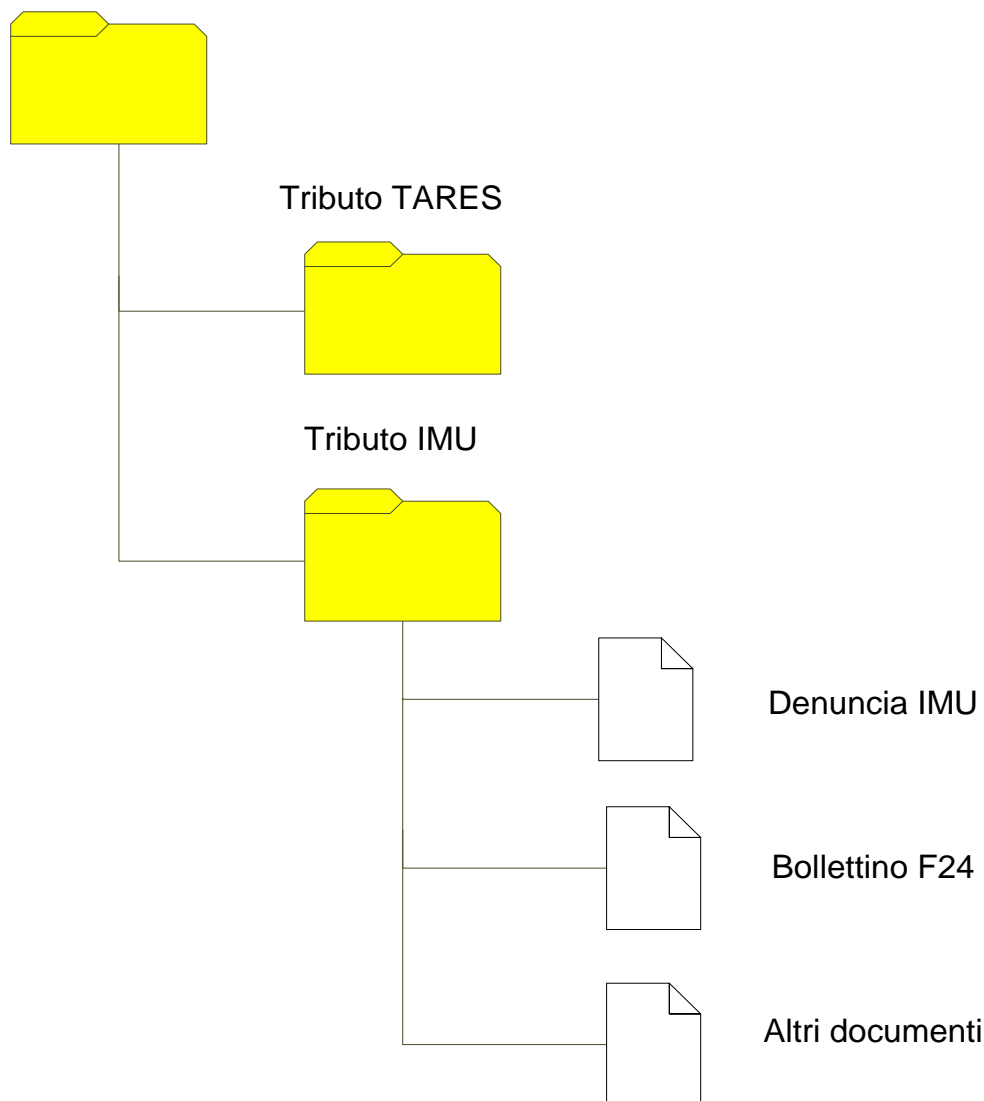 Tributo TARES
Tributo IMU
Denuncia IMU
Bollettino F24
Altri documenti